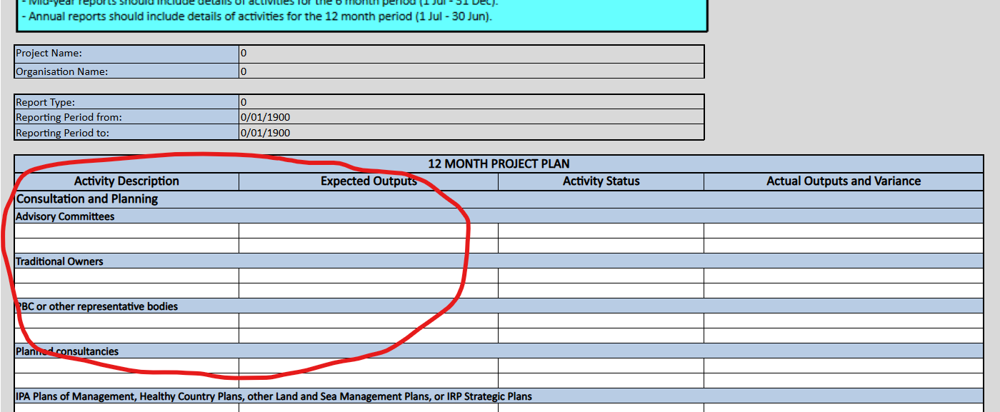 - Mid-year reports should include details of activities for the 6 month period (1 Jul - 31 Dec).
- Annual reports should include details of activities for the 12 month period (1 Jul - 30 Jun).
Project Name: 0
Organisation Name: 0
Report Type: 0
Reporting Period from: 0/01/1900
Reporting Period to: 0/01/1900
12 MONTH PROJECT PLAN
Activity Description Expected Outputs Activity Status Actual Outputs and Variance
Consultation and Planning
Advisory Committees
Traditional Owners
PBC or other representative bodies
Planned consultancies
IPA Plans of Management, Healthy Country Plans, other Land and Sea Management Plans, or IRP Strategic Plans